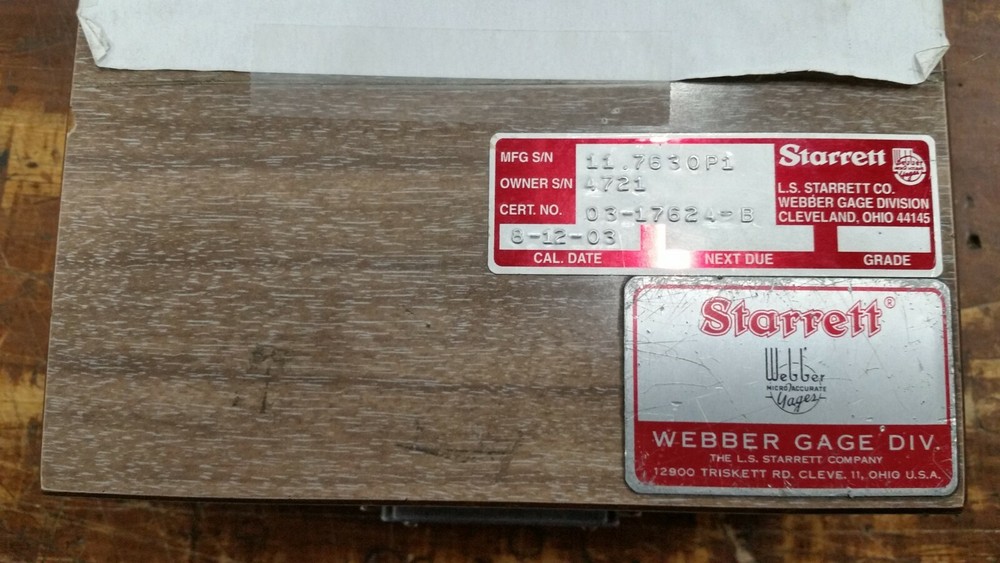 MFG S/N 11.7630P1
OWNER S/N 4721
CERT. NO. 03-17624-B
8-12-03
CAL. DATE NEXT DUE GRADE
Starrett Webber
L.S. STARRETT CO.
WEBBER GAGE DIVISION
CLEVELAND, OHIO 44145
Starrett®
Webber
MICRO ACCURATE
Gages
WEBBER GAGE DIV.
THE L.S. STARRETT COMPANY
12900 TRISKETT RD. CLEVE. 11, OHIO U.S.A.